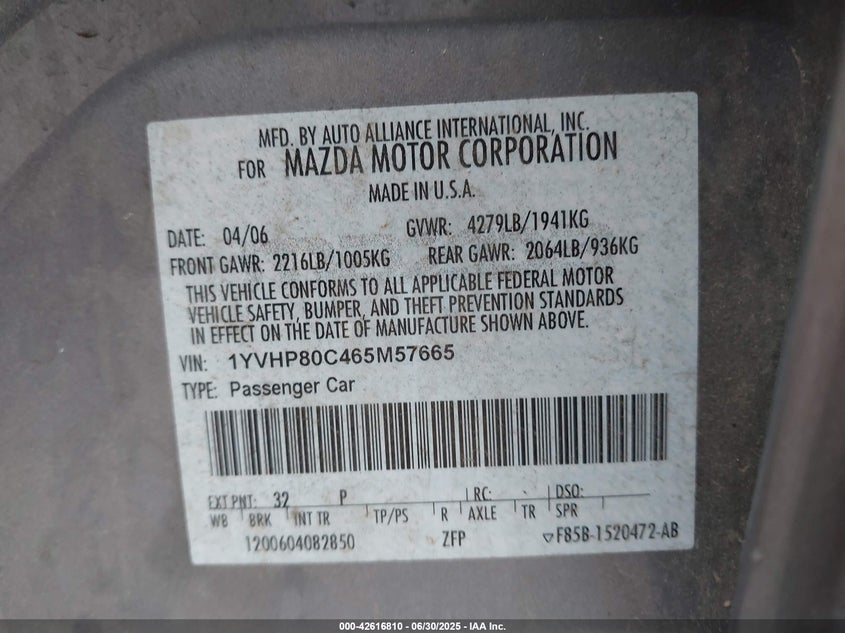 MFD. BY AUTO ALLIANCE INTERNATIONAL, INC.
FOR MAZDA MOTOR CORPORATION
MADE IN U.S.A.
DATE: 04/06 GVWR: 4279LB/1941KG
FRONT GAWR: 2216LB/1005KG REAR GAWR: 2064LB/936KG
THIS VEHICLE CONFORMS TO ALL APPLICABLE FEDERAL MOTOR
VEHICLE SAFETY, BUMPER, AND THEFT PREVENTION STANDARDS
IN EFFECT ON THE DATE OF MANUFACTURE SHOWN ABOVE.
VIN: 1YVHP80C465M57665
TYPE: Passenger Car
EXT PNT: 32 P RC: DSO:
WB BRK INT TR TP/PS R AXLE TR SPR
1200604082850 ZFP ▽F85B-1520472-AB
000-42616810 - 06/30/2025 - IAA Inc.